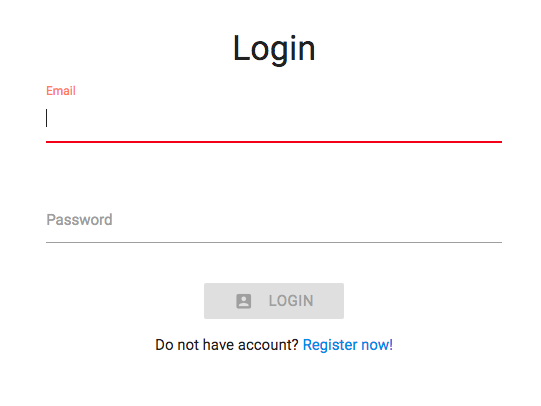 Login
Email
Password
LOGIN
Do not have account? Register now!